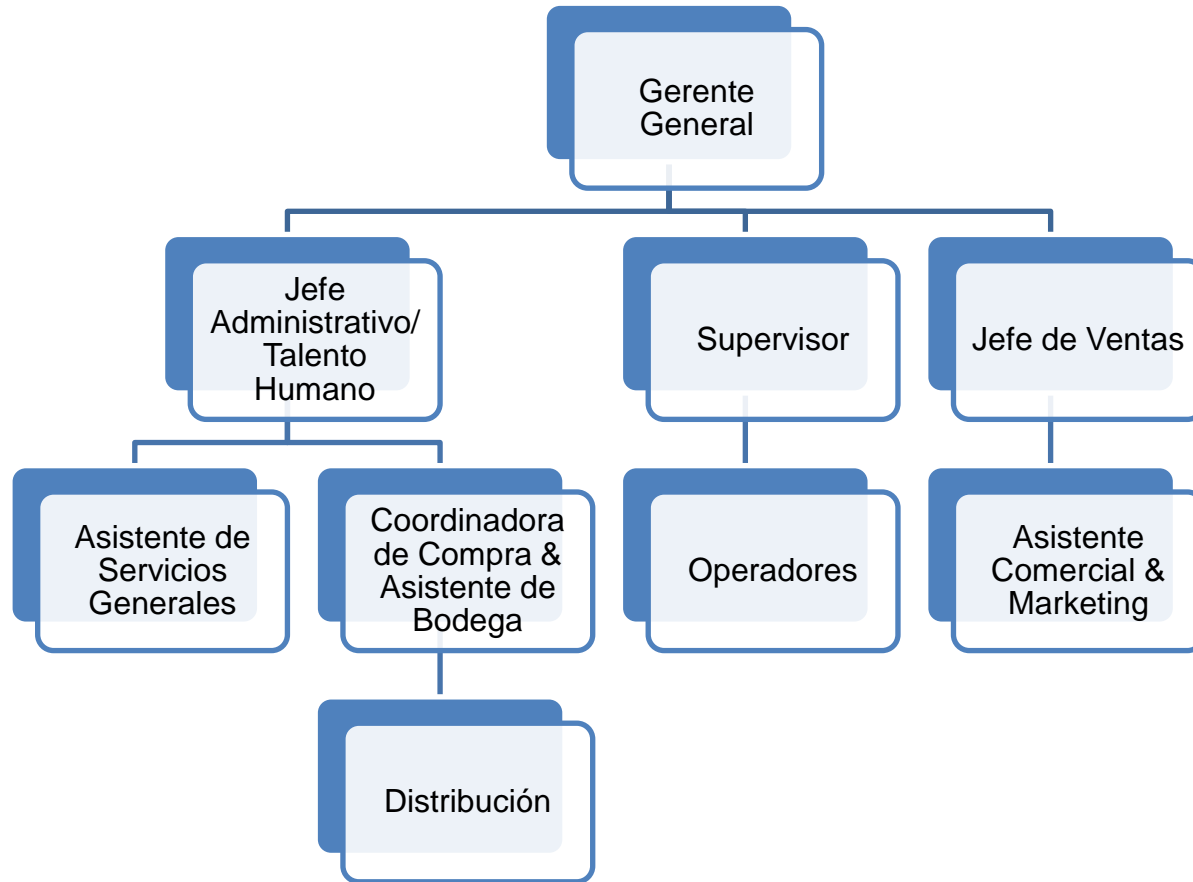 Gerente
General
Jefe
Administrativo/
Talento
Humano
Supervisor
Jefe de Ventas
Asistente de
Servicios
Generales
Coordinadora
de Compra &
Asistente de
Bodega
Operadores
Asistente
Comercial &
Marketing
Distribución